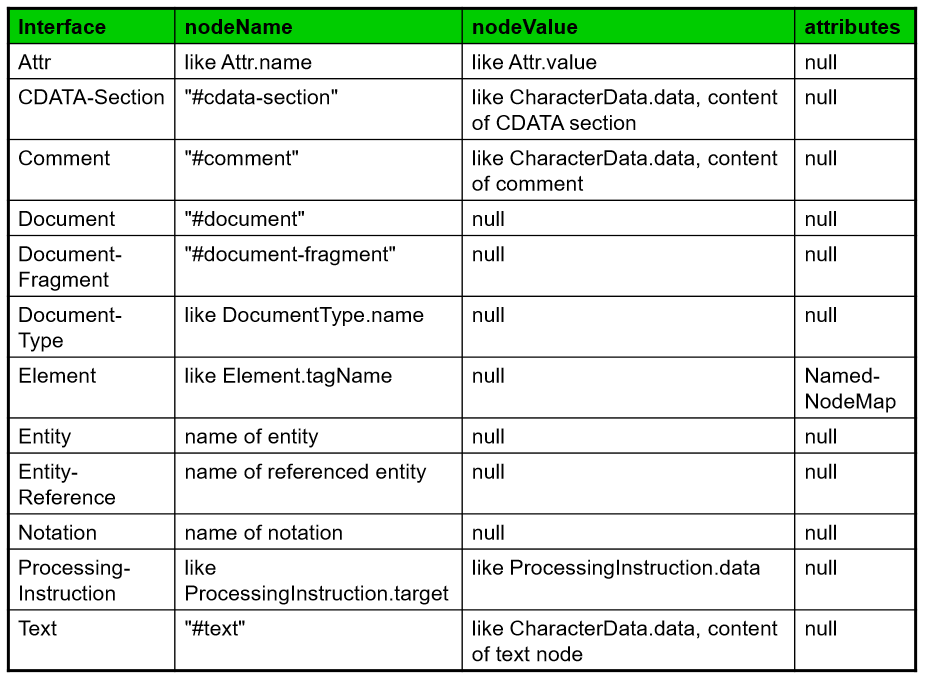 Interface nodeName nodeValue attributes
Attr like Attr.name like Attr.value null
CDATA-Section "#cdata-section" like CharacterData.data, content null
of CDATA section
Comment "#comment" like CharacterData.data, content null
of comment
Document "#document" null null
Document- "#document-fragment" null null
Fragment
Document- like DocumentType.name null null
Type
Element like Element.tagName null Named-
NodeMap
Entity name of entity null null
Entity- name of referenced entity null null
Reference
Notation name of notation null null
Processing- like like ProcessingInstruction.data null
Instruction ProcessingInstruction.target
Text "#text" like CharacterData.data, content null
of text node